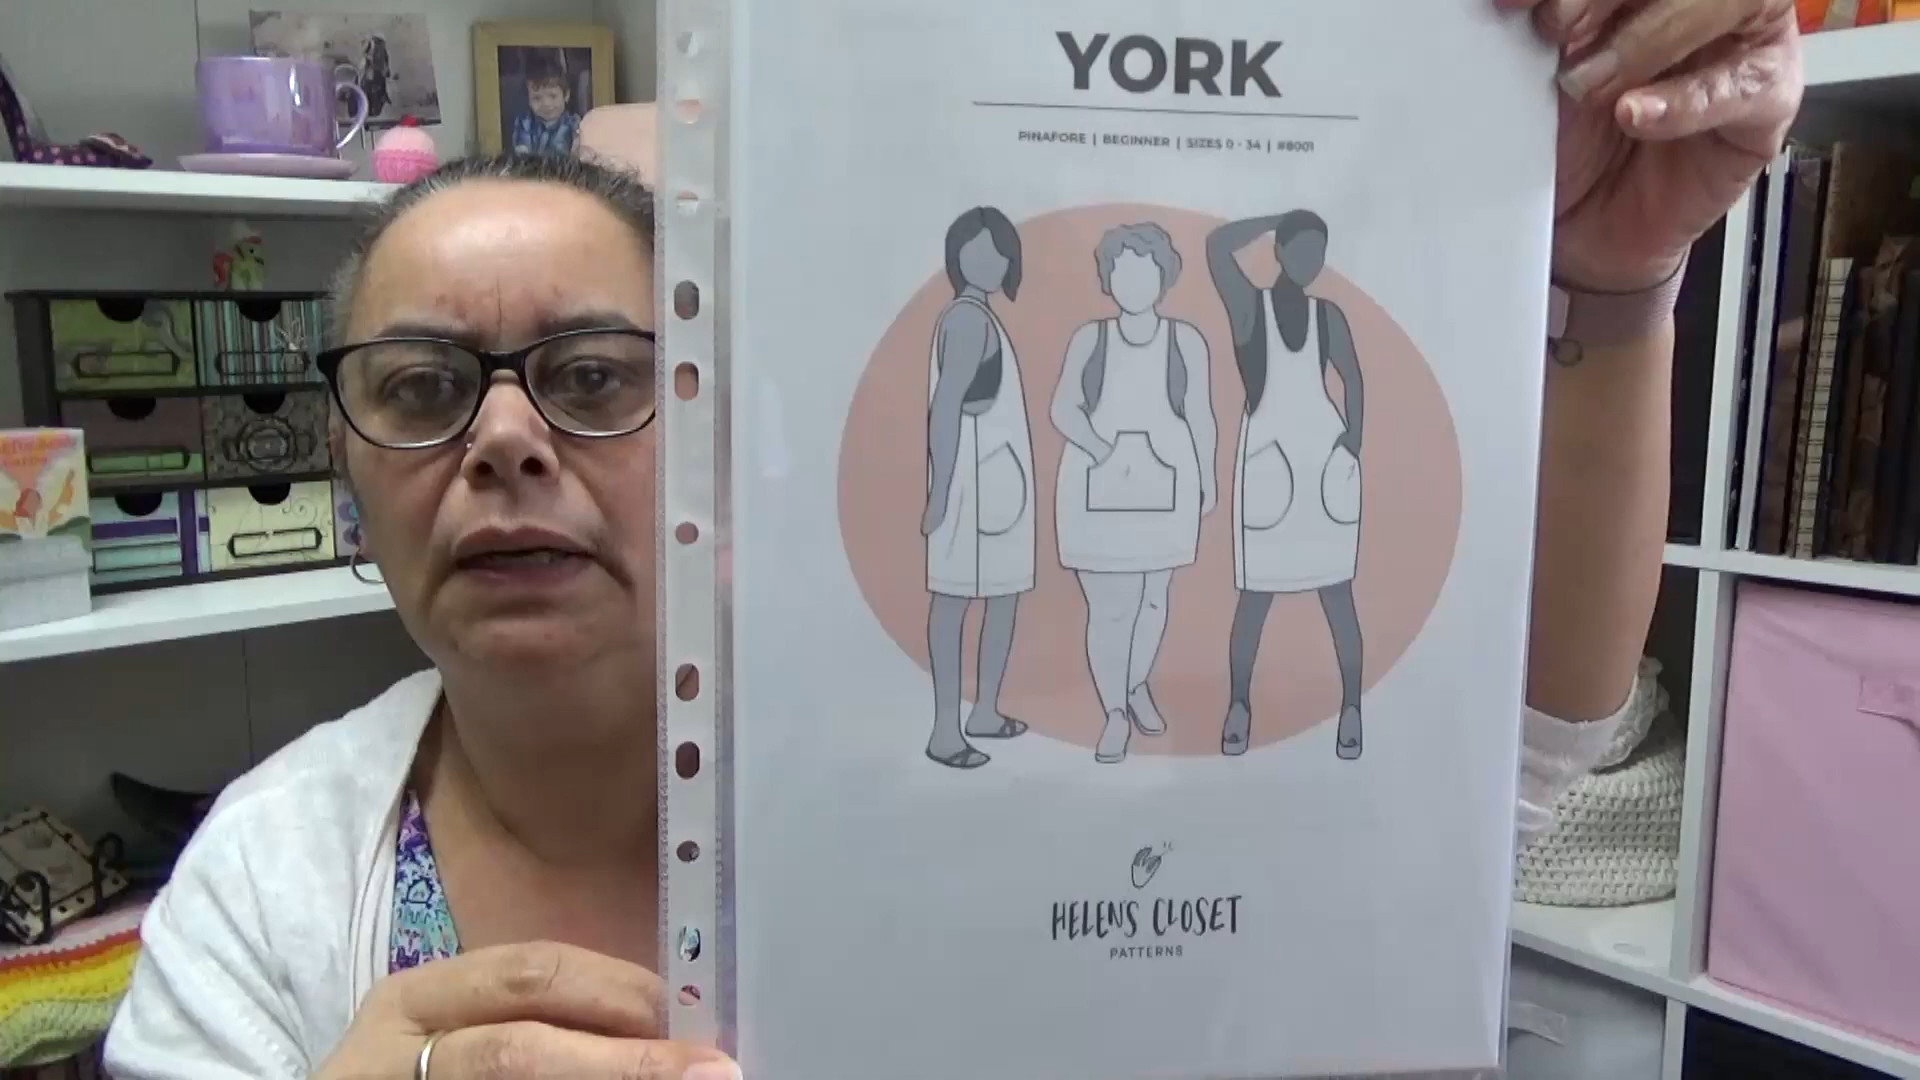 YORK
PINAFORE | BEGINNER | SIZES 0 - 34 | #8001
HELEN'S CLOSET
PATTERNS